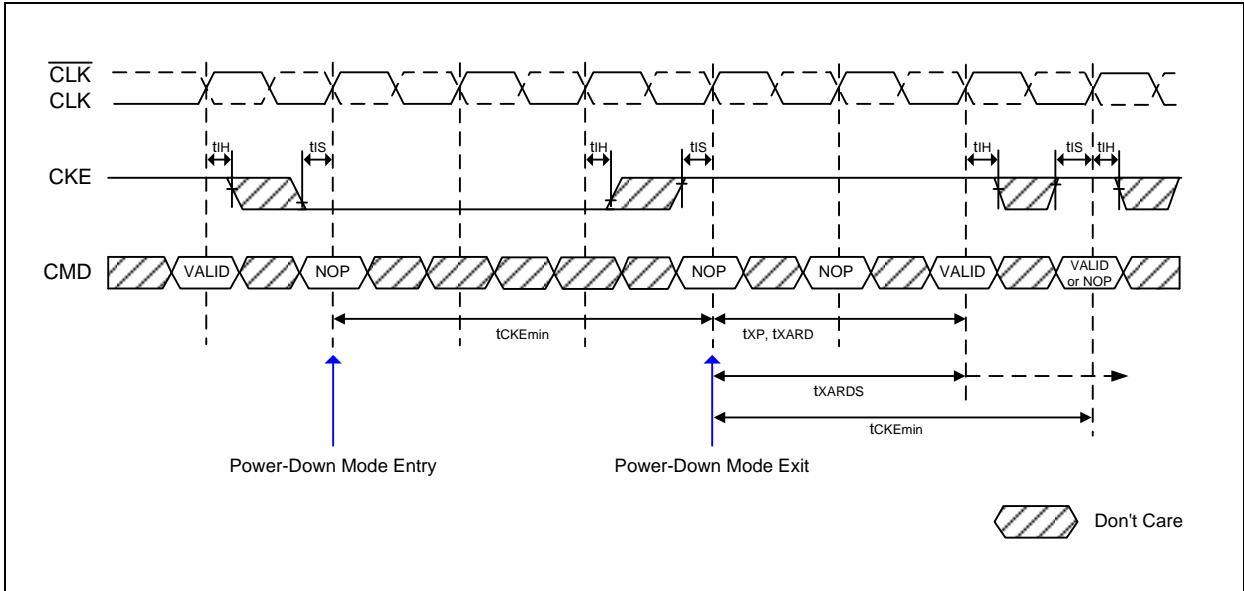 CLK
CLK
tIH
tIS
tIH
tIS
tIH
tIS
tIH
CKE
CMD
VALID
NOP
NOP
NOP
VALID
VALID
or NOP
tCKEmin
tXP, tXARD
tXARDS
tCKEmin
Power-Down Mode Entry
Power-Down Mode Exit
Don't Care